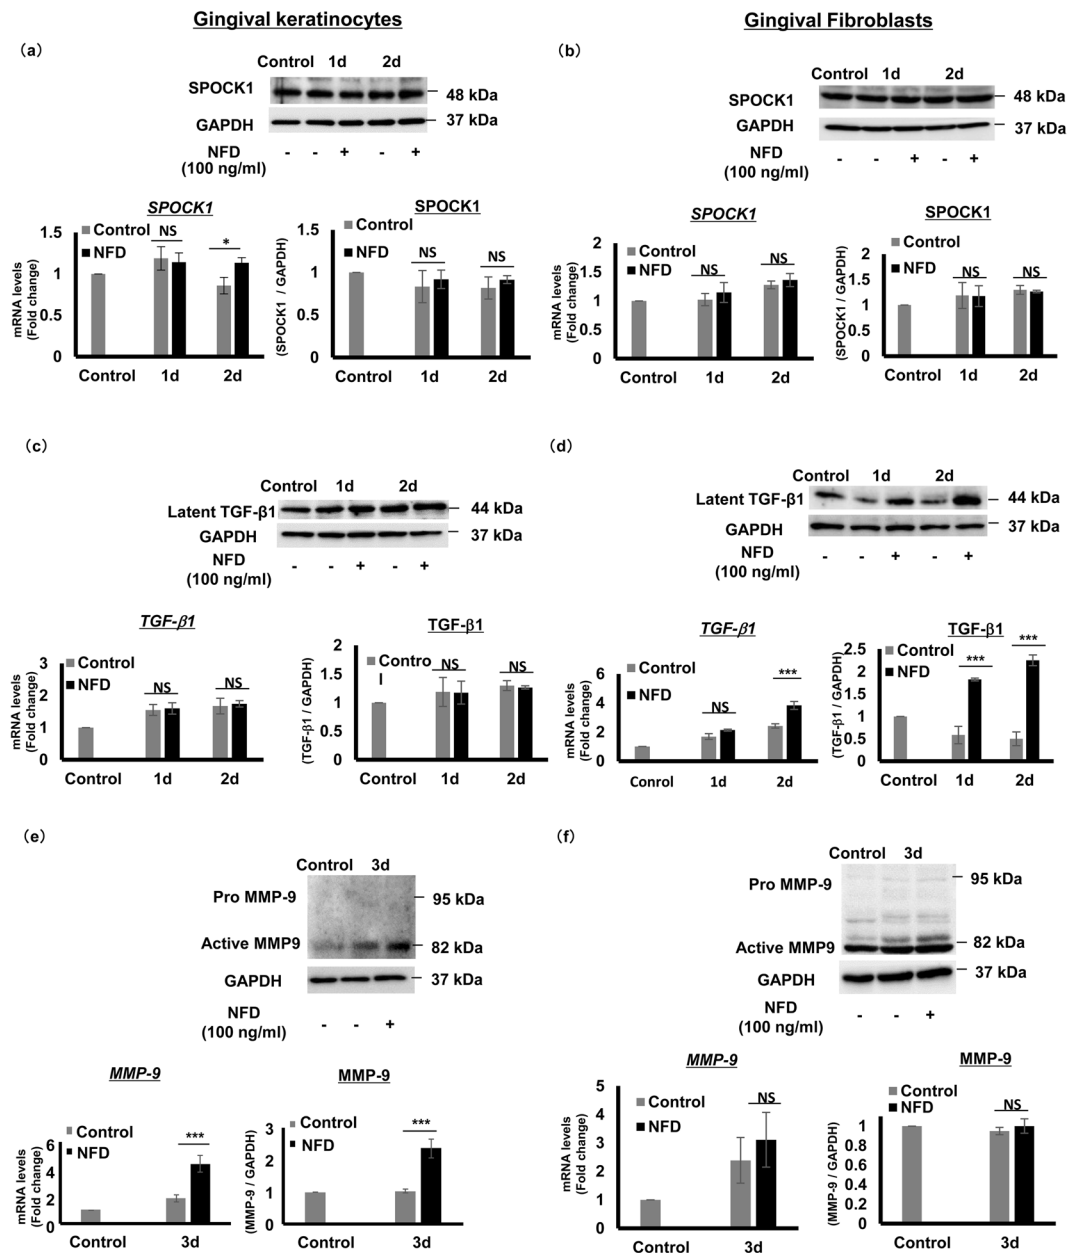 Gingival keratinocytes
Gingival Fibroblasts
(a)
Control 1d 2d
SPOCK1
48 kDa
GAPDH
37 kDa
NFD
(100 ng/ml)
- - + - +
SPOCK1
Control
NFD
NS
*
mRNA levels
(Fold change)
1.5
1
0.5
0
Control 1d 2d
SPOCK1
Control
NFD
NS
NS
(SPOCK1 / GAPDH)
1.5
1
0.5
0
Control 1d 2d
(b)
Control 1d 2d
SPOCK1
48 kDa
GAPDH
37 kDa
NFD
(100 ng/ml)
- - + - +
SPOCK1
Control
NFD
NS
NS
mRNA levels
(Fold change)
2
1.5
1
0.5
0
Control 1d 2d
SPOCK1
Control
NFD
NS
NS
(SPOCK1 / GAPDH)
2
1.5
1
0.5
0
Control 1d 2d
(c)
Control 1d 2d
Latent TGF-β1
44 kDa
GAPDH
37 kDa
NFD
(100 ng/ml)
- - + - +
TGF-β1
Control
NFD
NS
NS
mRNA levels
(Fold change)
3
2
1
0
Control 1d 2d
TGF-β1
Contro
l
NS
NS
(TGF-β1 / GAPDH)
2
1.5
1
0.5
0
Control 1d 2d
(d)
Control 1d 2d
Latent TGF-β1
44 kDa
GAPDH
37 kDa
NFD
(100 ng/ml)
- - + - +
TGF-β1
Control
NFD
NS
***
mRNA levels
(Fold change)
6
4
2
0
Conrol 1d 2d
TGF-β1
Control
NFD
***
***
(TGF-β1 / GAPDH)
2.5
2
1.5
1
0.5
0
Control 1d 2d
(e)
Control 3d
Pro MMP-9
95 kDa
Active MMP9
82 kDa
GAPDH
37 kDa
NFD
(100 ng/ml)
- - +
MMP-9
Control
NFD
***
mRNA levels
(Fold change)
6
4
2
0
Control 3d
MMP-9
Control
NFD
***
(MMP-9 / GAPDH)
3
2
1
0
Control 3d
(f)
Control 3d
Pro MMP-9
95 kDa
Active MMP9
82 kDa
GAPDH
37 kDa
NFD
(100 ng/ml)
- - +
MMP-9
Control
NFD
NS
mRNA levels
(Fold change)
5
4
3
2
1
0
Control 3d
MMP-9
Control
NFD
NS
(MMP-9 / GAPDH)
1
0.8
0.6
0.4
0.2
0
Control 3d